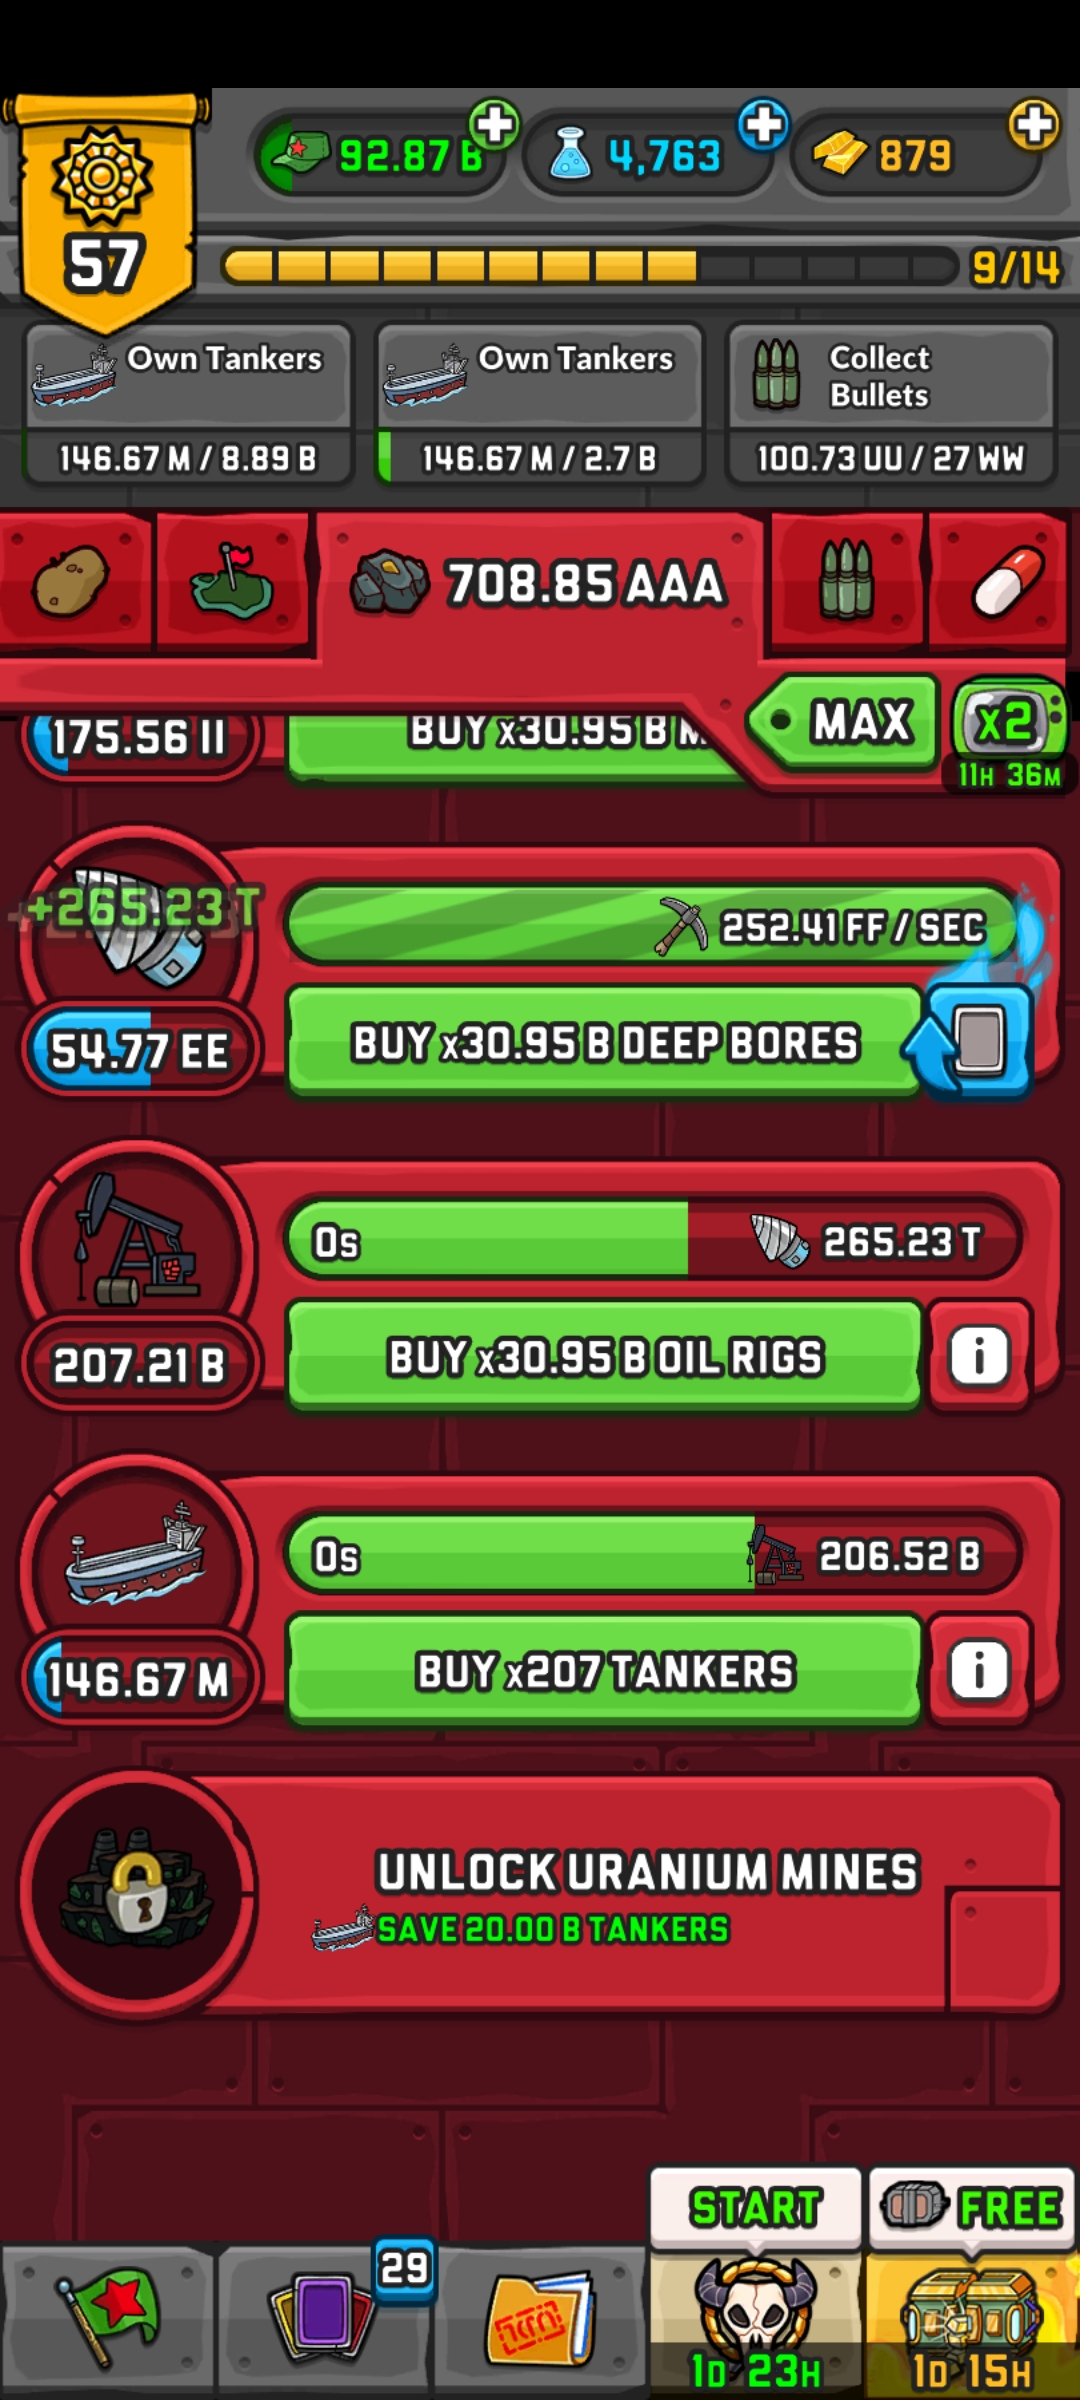 57
92.87 B
4,763
879
9/14
Own Tankers
146.67 M / 8.89 B
Own Tankers
146.67 M / 2.7 B
Collect
Bullets
100.73 UU / 27 WW
708.85 AAA
MAX
x2
11H 36M
175.56 II
BUY x30.95 B M
+265.23 T
252.41 FF / SEC
54.77 EE
BUY x30.95 B DEEP BORES
0s
265.23 T
207.21 B
BUY x30.95 B OIL RIGS
i
0s
206.52 B
146.67 M
BUY x207 TANKERS
i
UNLOCK URANIUM MINES
SAVE 20.00 B TANKERS
START
FREE
29
1D 23H
1D 15H